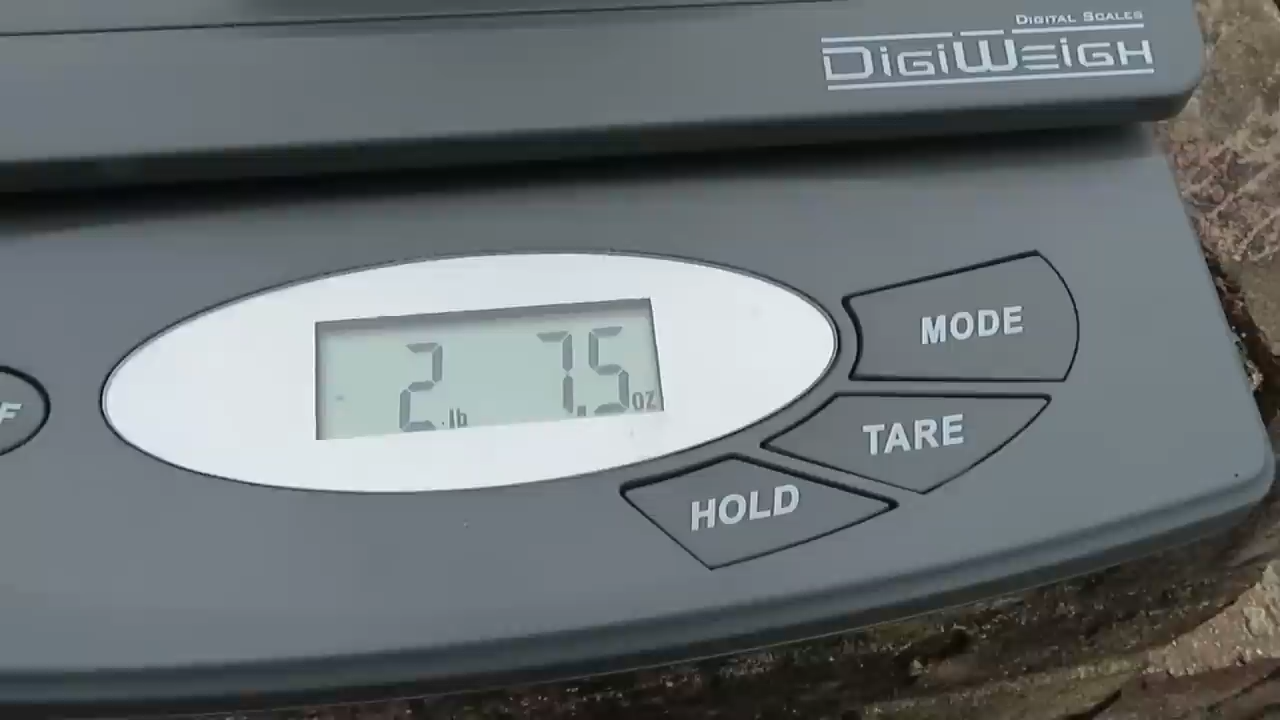 DIGITAL SCALES
DIGIWEIGH
2 lb 7.5 oz
MODE
TARE
HOLD
F